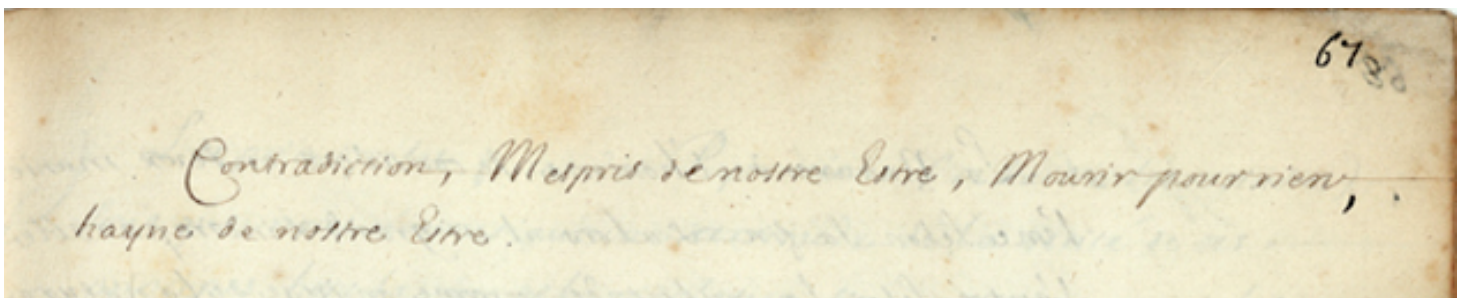 67
Contradiction, Mespris de nostre Estre, Mourir pour rien,
hayne de nostre Estre.